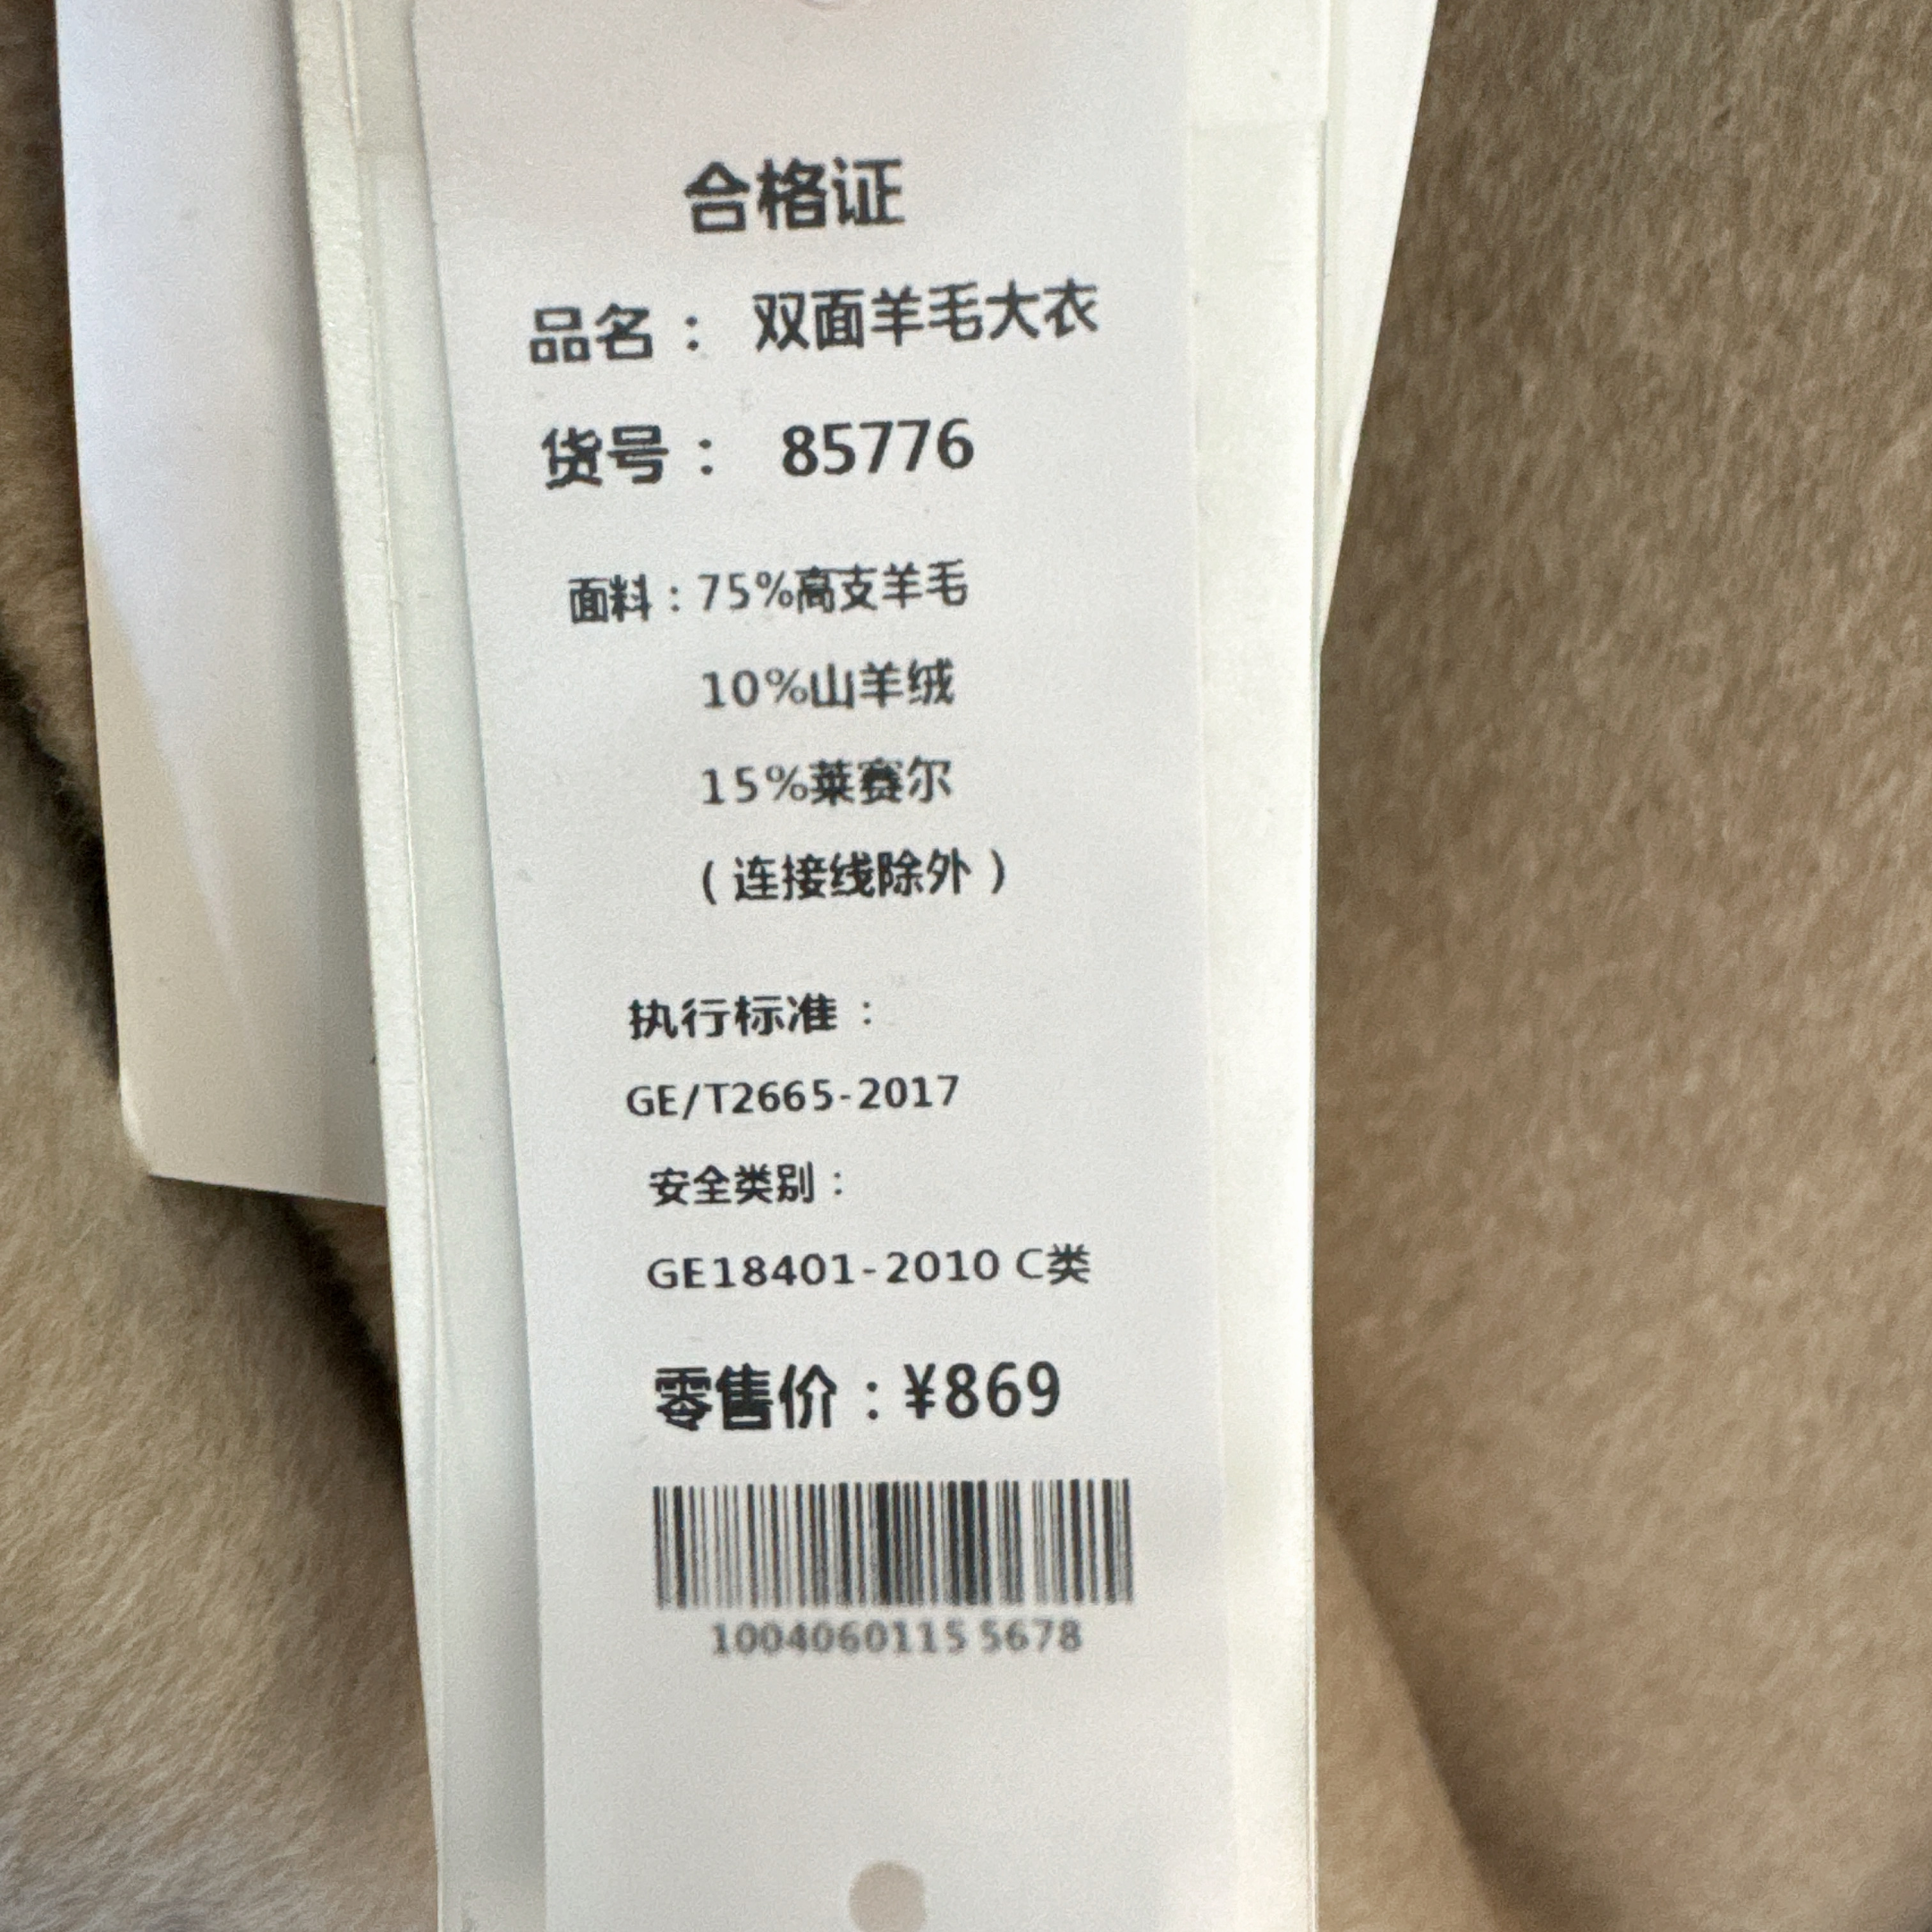 合格证
品名： 双面羊毛大衣
货号： 85776
面料：75%高支羊毛
10%山羊绒
15%莱赛尔
（连接线除外）
执行标准：
GE/T2665-2017
安全类别：
GE18401-2010 C类
零售价：¥869
1004060115 5678